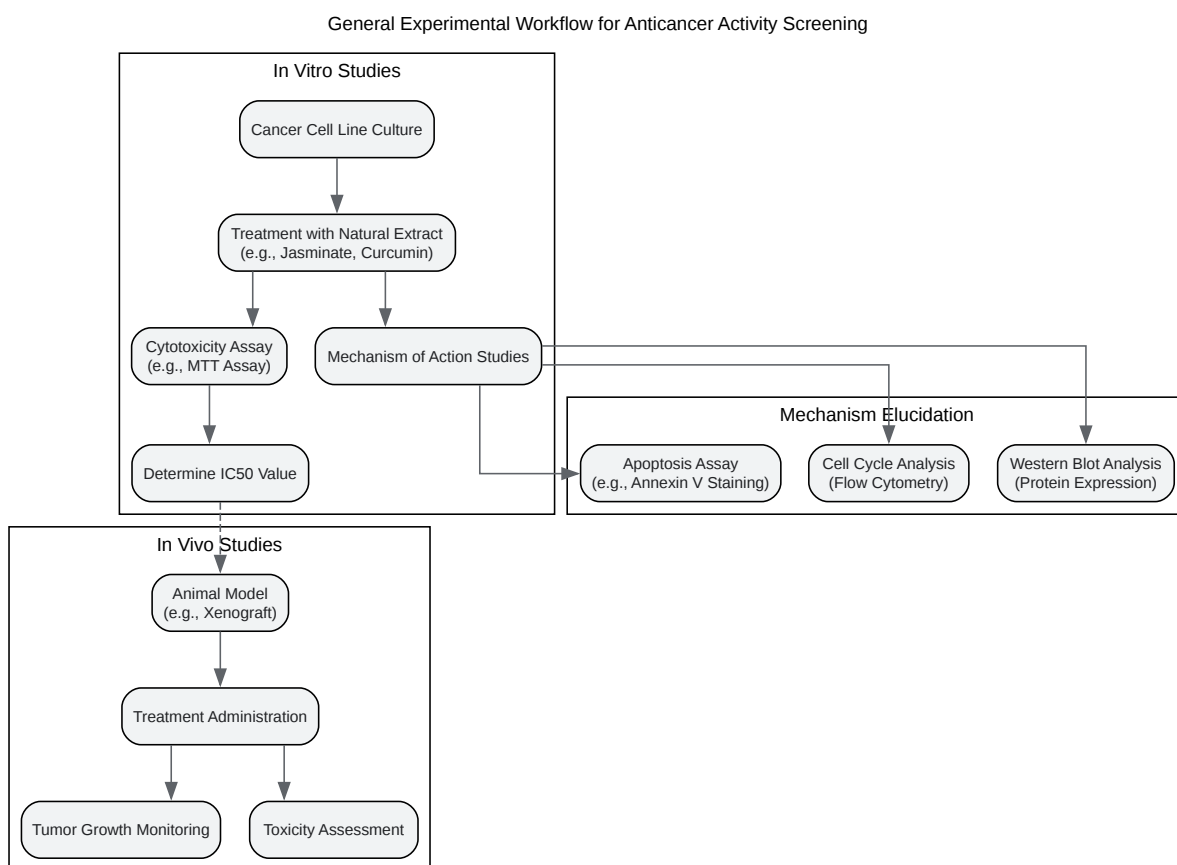 General Experimental Workflow for Anticancer Activity Screening
In Vitro Studies
Cancer Cell Line Culture
Treatment with Natural Extract
(e.g., Jasminate, Curcumin)
Cytotoxicity Assay
(e.g., MTT Assay)
Mechanism of Action Studies
Determine IC50 Value
Mechanism Elucidation
Apoptosis Assay
(e.g., Annexin V Staining)
Cell Cycle Analysis
(Flow Cytometry)
Western Blot Analysis
(Protein Expression)
In Vivo Studies
Animal Model
(e.g., Xenograft)
Treatment Administration
Tumor Growth Monitoring
Toxicity Assessment